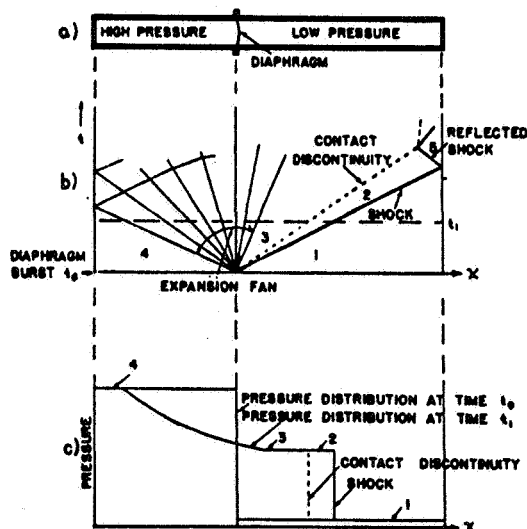 a) HIGH PRESSURE LOW PRESSURE
DIAPHRAGM
t
b)
CONTACT
DISCONTINUITY
REFLECTED
SHOCK
5
2
SHOCK
t₁
4 3 1
DIAPHRAGM
BURST t₀
x
EXPANSION FAN
4
PRESSURE DISTRIBUTION AT TIME t₀
PRESSURE DISTRIBUTION AT TIME t₁
c)
PRESSURE
3 2
CONTACT DISCONTINUITY
SHOCK
1
x